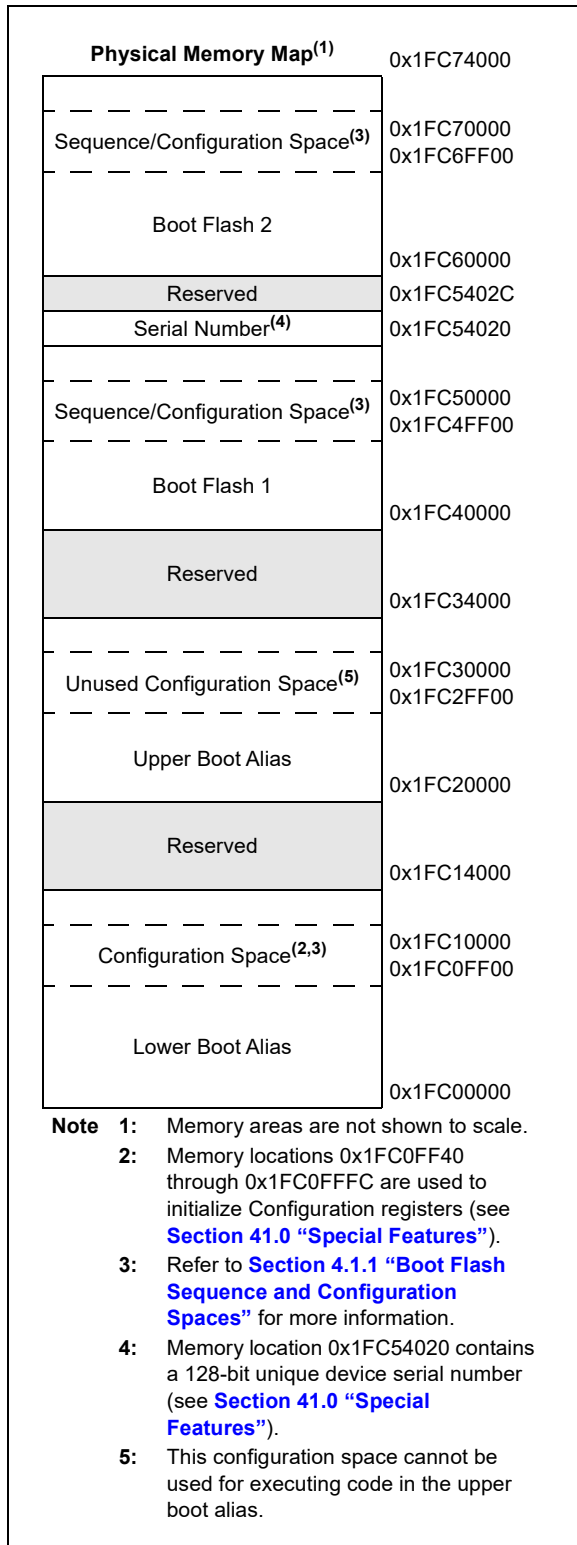 Physical Memory Map(1)
0x1FC74000
Sequence/Configuration Space(3)
0x1FC70000
0x1FC6FF00
Boot Flash 2
0x1FC60000
Reserved
0x1FC5402C
Serial Number(4)
0x1FC54020
Sequence/Configuration Space(3)
0x1FC50000
0x1FC4FF00
Boot Flash 1
0x1FC40000
Reserved
0x1FC34000
Unused Configuration Space(5)
0x1FC30000
0x1FC2FF00
Upper Boot Alias
0x1FC20000
Reserved
0x1FC14000
Configuration Space(2,3)
0x1FC10000
0x1FC0FF00
Lower Boot Alias
0x1FC00000
Note 1: Memory areas are not shown to scale.
2: Memory locations 0x1FC0FF40
through 0x1FC0FFFC are used to
initialize Configuration registers (see
Section 41.0 “Special Features”).
3: Refer to Section 4.1.1 “Boot Flash
Sequence and Configuration
Spaces” for more information.
4: Memory location 0x1FC54020 contains
a 128-bit unique device serial number
(see Section 41.0 “Special
Features”).
5: This configuration space cannot be
used for executing code in the upper
boot alias.